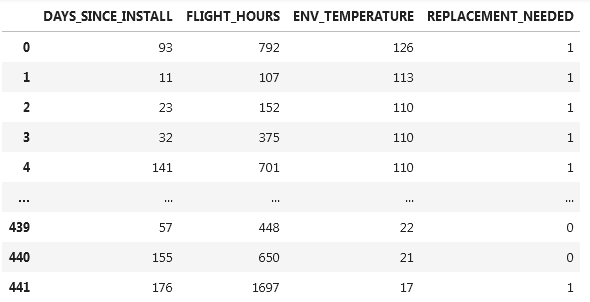 DAYS_SINCE_INSTALL FLIGHT_HOURS ENV_TEMPERATURE REPLACEMENT_NEEDED
0 93 792 126 1
1 11 107 113 1
2 23 152 110 1
3 32 375 110 1
4 141 701 110 1
... ... ... ... ...
439 57 448 22 0
440 155 650 21 0
441 176 1697 17 1